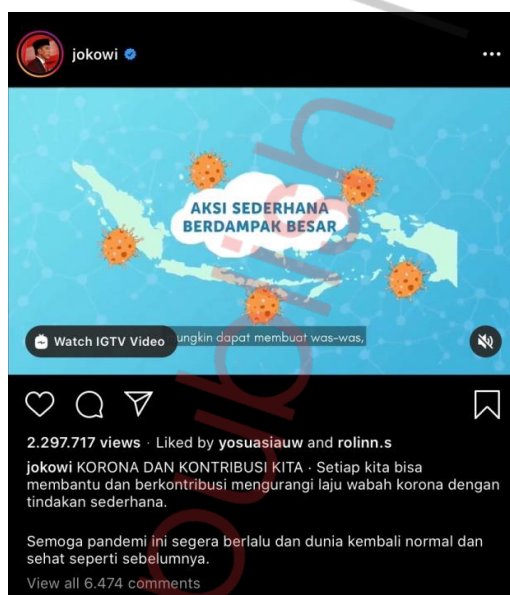 jokowi
AKSI SEDERHANA
BERDAMPAK BESAR
Watch IGTV Video
dapat membuat was-was,
2.297.717 views · Liked by yosuasiauw and rolinn.s
jokowi KORONA DAN KONTRIBUSI KITA · Setiap kita bisa
membantu dan berkontribusi mengurangi laju wabah korona dengan
tindakan sederhana.
Semoga pandemi ini segera berlalu dan dunia kembali normal dan
sehat seperti sebelumnya.
View all 6.474 comments